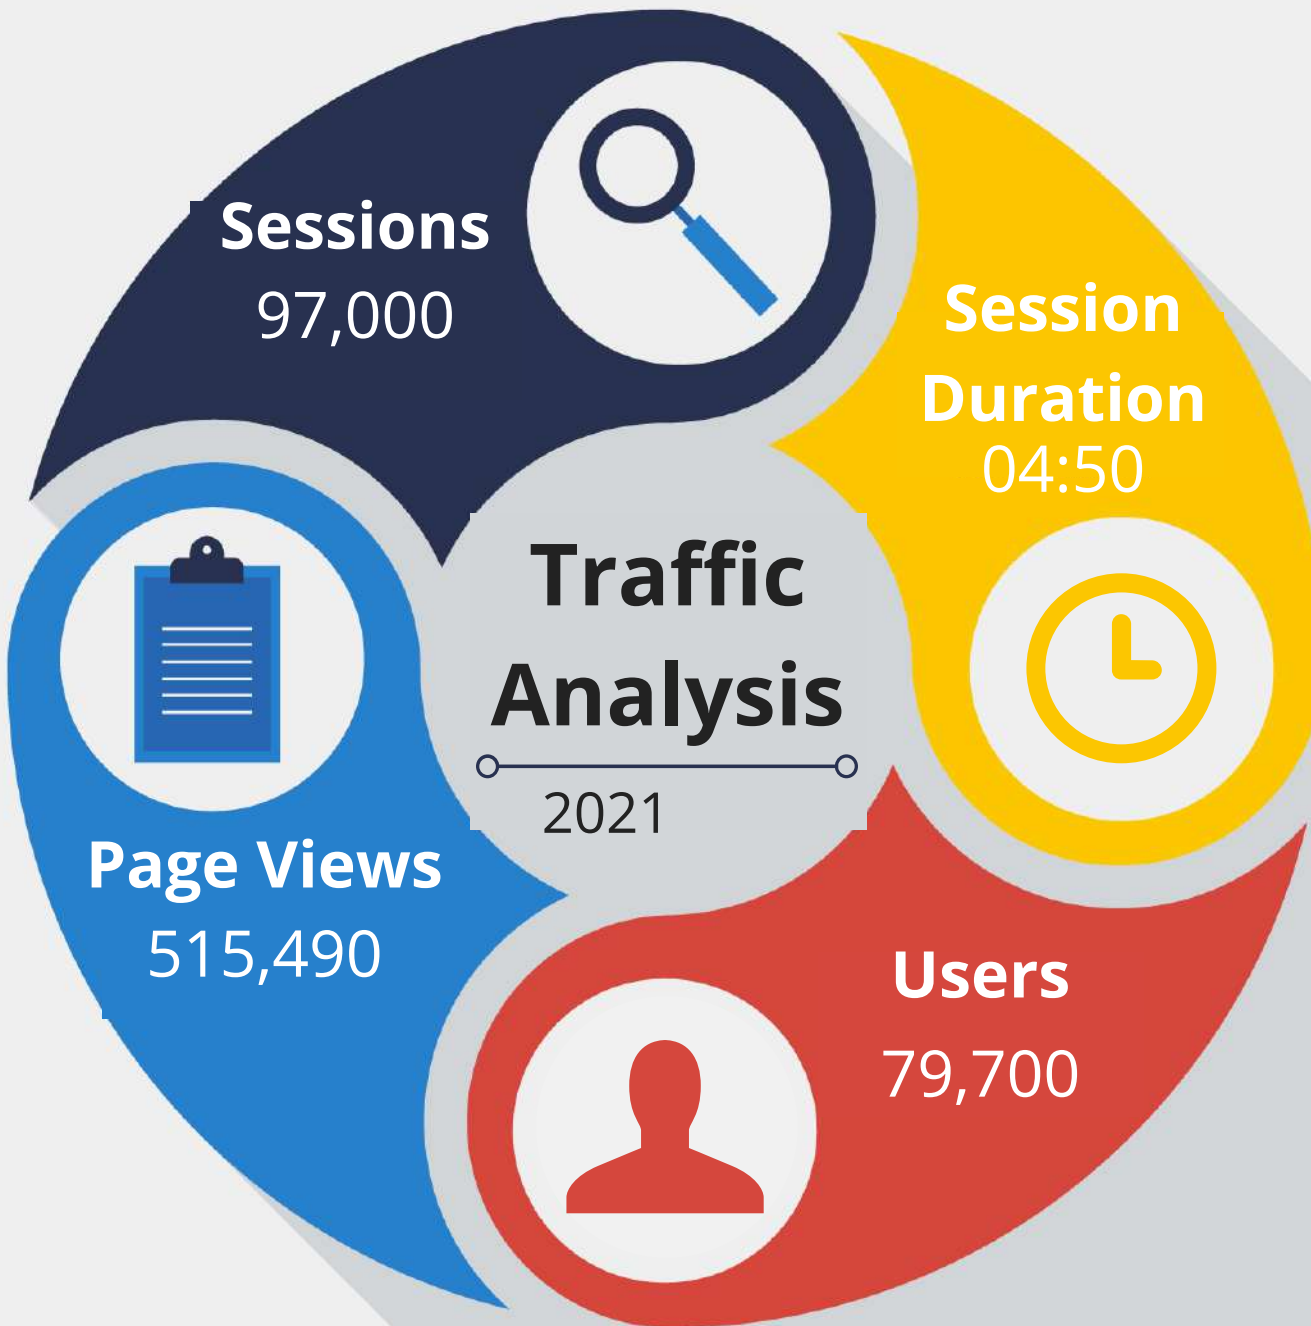 Sessions
97,000
Session
Duration
04:50
Traffic
Analysis
2021
Page Views
515,490
Users
79,700